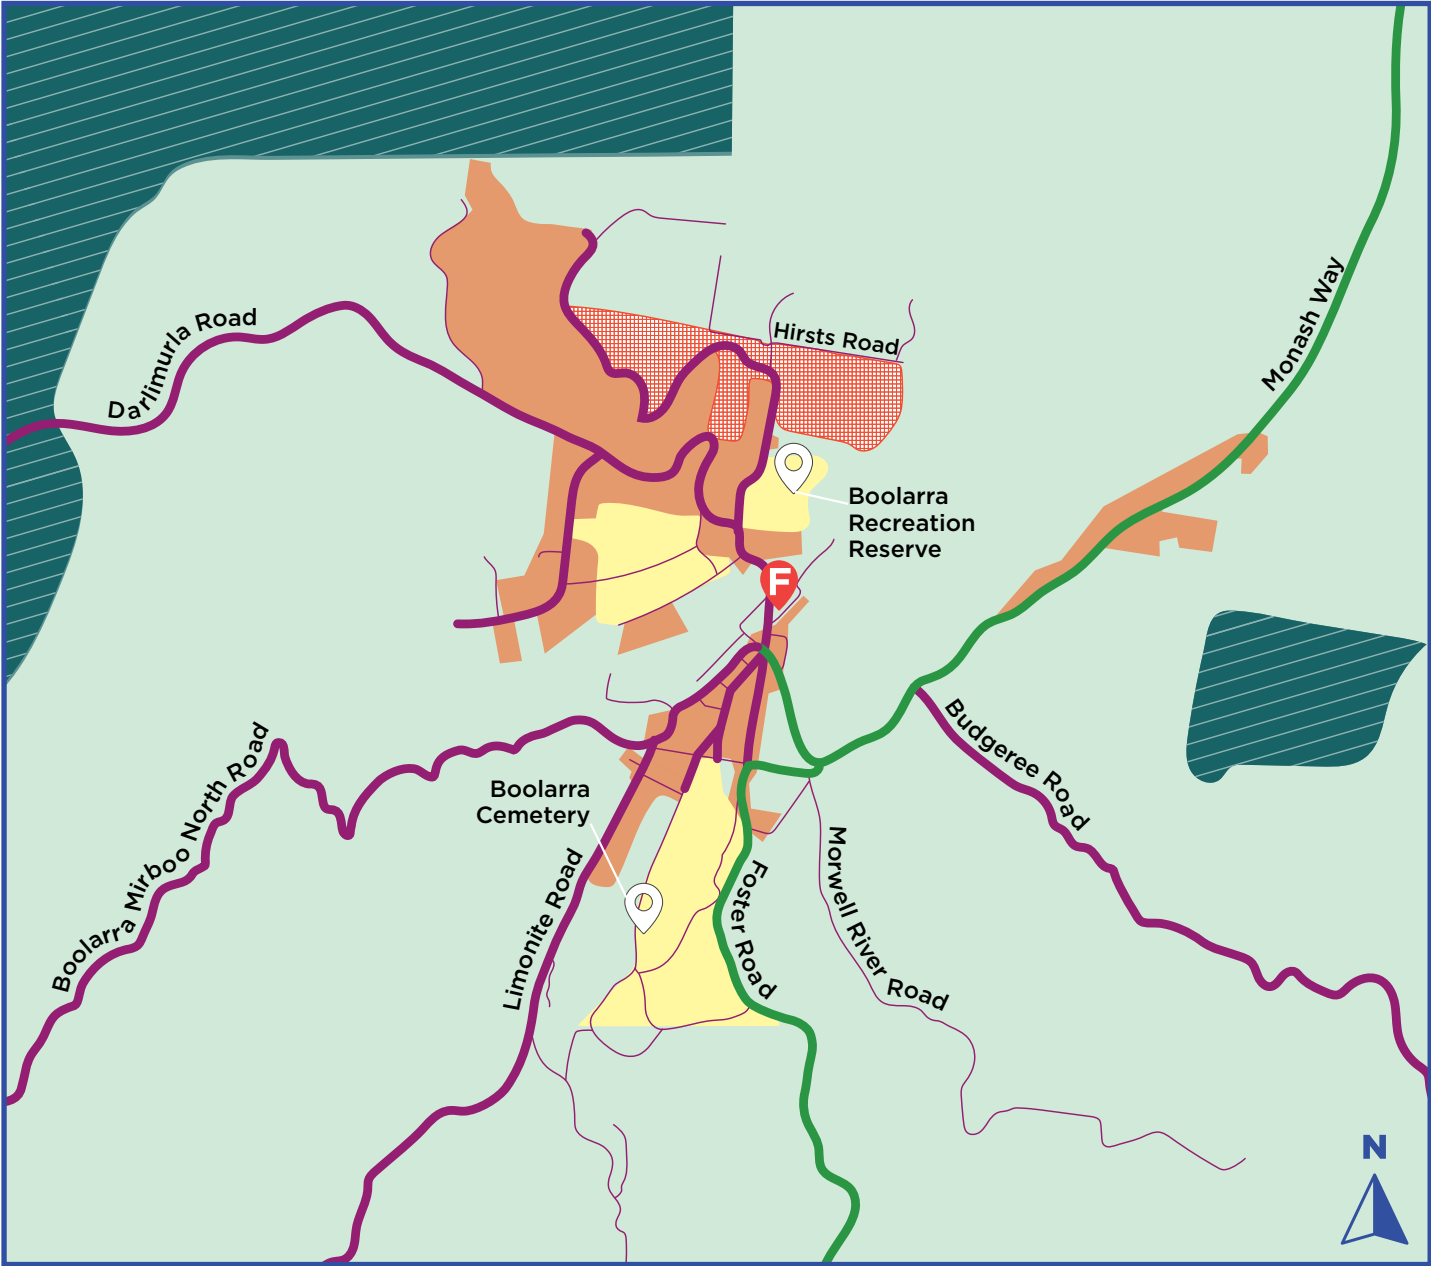 Monash Way
Darlimurla Road
Hirsts Road
Boolarra
Recreation
Reserve
F
Budgeree Road
Boolarra Mirboo North Road
Boolarra
Cemetery
Morwell River Road
Limonite Road
Foster Road
N